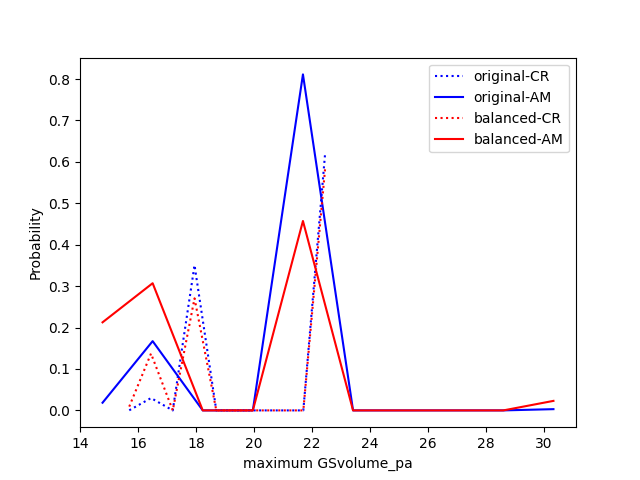 original-CR
original-AM
balanced-CR
balanced-AM
0.8
0.7
0.6
0.5
0.4
0.3
0.2
0.1
0.0
Probability
14 16 18 20 22 24 26 28 30
maximum GSvolume_pa